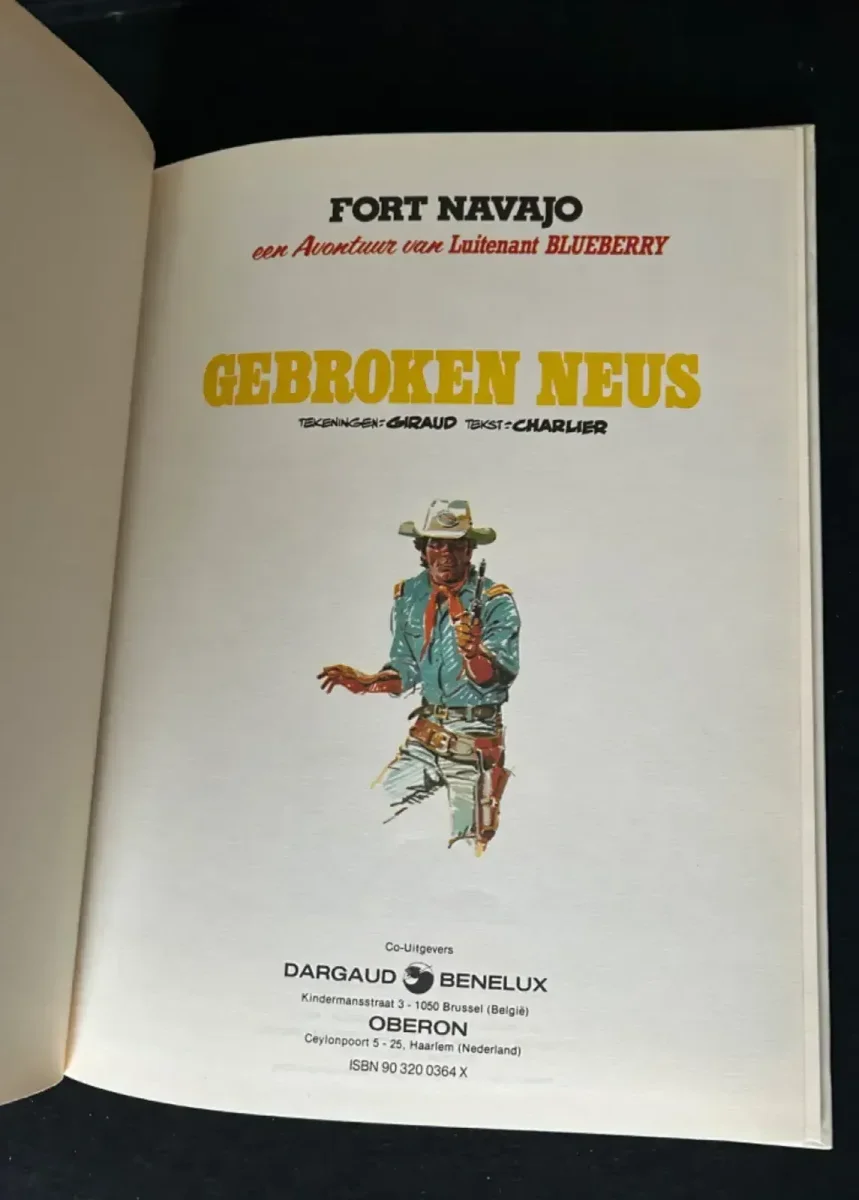 FORT NAVAJO
een Avontuur van Luitenant BLUEBERRY
GEBROKEN NEUS
TEKENINGEN: GIRAUD TEKST: CHARLIER
Co-Uitgevers
DARGAUD BENELUX
Kindermansstraat 3 - 1050 Brussel (België)
OBERON
Ceylonpoort 5 - 25, Haarlem (Nederland)
ISBN 90 320 0364 X